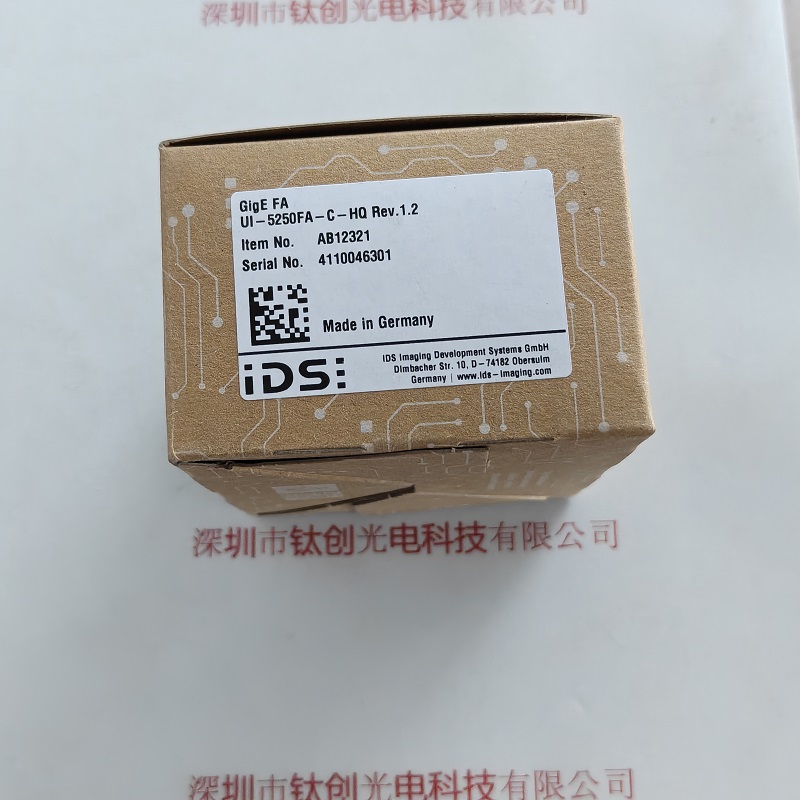 深圳市钛创光电科技有限公司
GigE FA
UI-5250FA-C-HQ Rev.1.2
Item No. AB12321
Serial No. 4110046301
Made in Germany
IDS:
IDS Imaging Development Systems GmbH
Dimbacher Str. 10, D-74182 Obersulm
Germany | www.ids-imaging.com
深圳市钛创光电科技有限公司
深圳市钛创光电科技有限公司